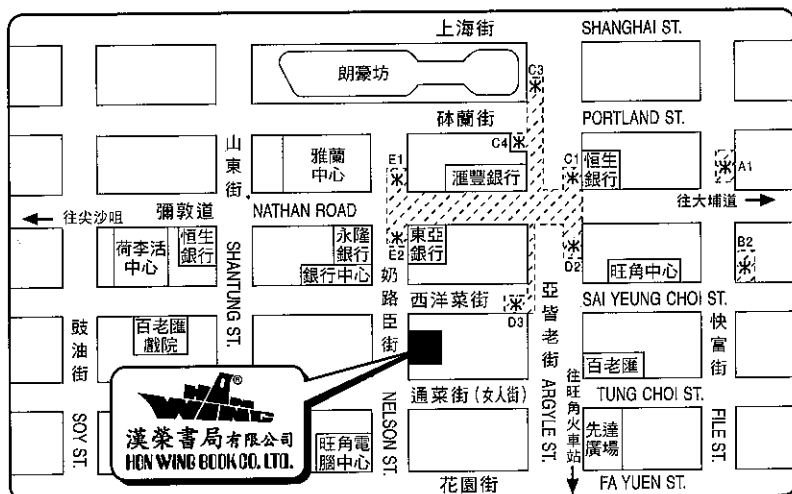 上海街
SHANGHAI ST.
朗豪坊
C3
砵蘭街
PORTLAND ST.
山東街
雅蘭
中心
E1
C4
滙豐銀行
C1
恒生
銀行
A1
往尖沙咀
彌敦道
NATHAN ROAD
往大埔道
荷李活
中心
恒生
銀行
SHANTUNG ST.
永隆
銀行
銀行中心
E2
東亞
銀行
D2
旺角中心
B2
奶路臣街
西洋菜街
D3
亞皆老街
SAI YEUNG CHOI ST.
快富街
豉油街
百老匯
戲院
百老匯
HON WING®
漢榮書局有限公司
HON WING BOOK CO. LTD.
SOY ST.
旺角電
腦中心
NELSON ST.
通菜街(女人街)
ARGYLE ST.
往旺角火車站
TUNG CHOI ST.
先達
廣場
FILE ST.
花園街
FA YUEN ST.